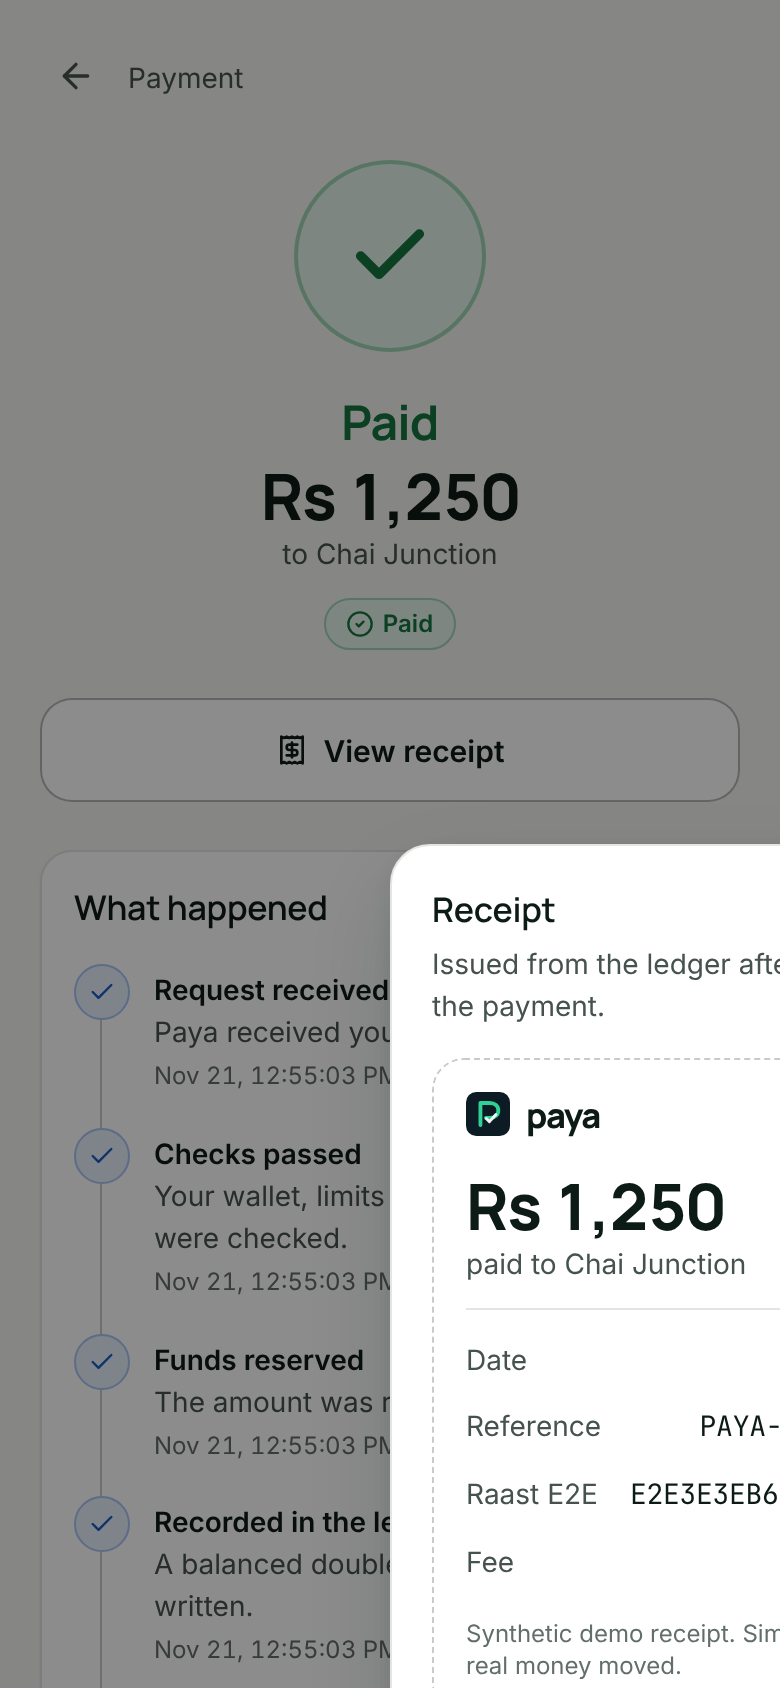 Payment
Paid
Rs 1,250
to Chai Junction
Paid
View receipt
What happened
Request received
Paya received you
Nov 21, 12:55:03 PM
Checks passed
Your wallet, limits
were checked.
Nov 21, 12:55:03 PM
Funds reserved
The amount was
Nov 21, 12:55:03 PM
Recorded in the le
A balanced double
written.
Nov 21, 12:55:03 PM
Receipt
Issued from the ledger afte
the payment.
paya
Rs 1,250
paid to Chai Junction
Date
Reference PAYA-
Raast E2E E2E3E3EB6
Fee
Synthetic demo receipt. Sim
real money moved.